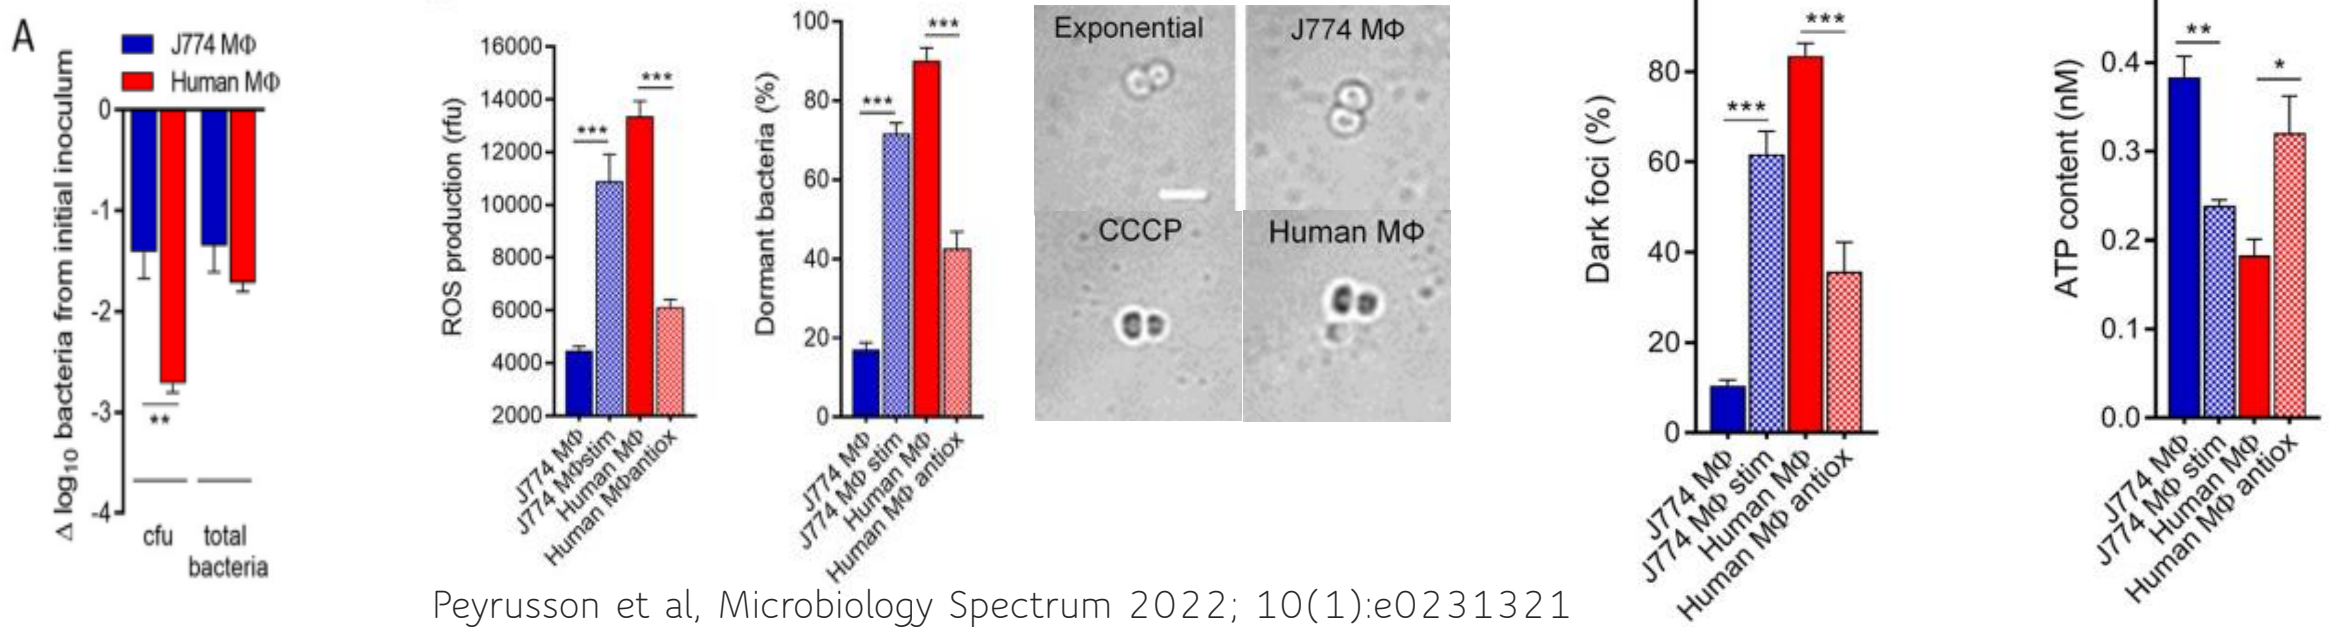 A
J774 MΦ
Human MΦ
Δ log10 bacteria from initial inoculum
0
-1
-2
-3
-4
**
cfu
total
bacteria
ROS production (rfu)
16000
14000
12000
10000
8000
6000
4000
2000
***
***
J774 MΦ
J774 MΦstim
Human MΦ
Human MΦantiox
Dormant bacteria (%)
100
80
60
40
20
0
***
***
J774 MΦ
J774 MΦ stim
Human MΦ
Human MΦ antiox
Exponential
J774 MΦ
CCCP
Human MΦ
Dark foci (%)
80
60
40
20
0
***
***
J774 MΦ
J774 MΦ stim
Human MΦ
Human MΦ antiox
ATP content (nM)
0.4
0.3
0.2
0.1
0.0
**
*
J774 MΦ
J774 MΦ stim
Human MΦ
Human MΦ antiox
Peyrusson et al, Microbiology Spectrum 2022; 10(1):e0231321